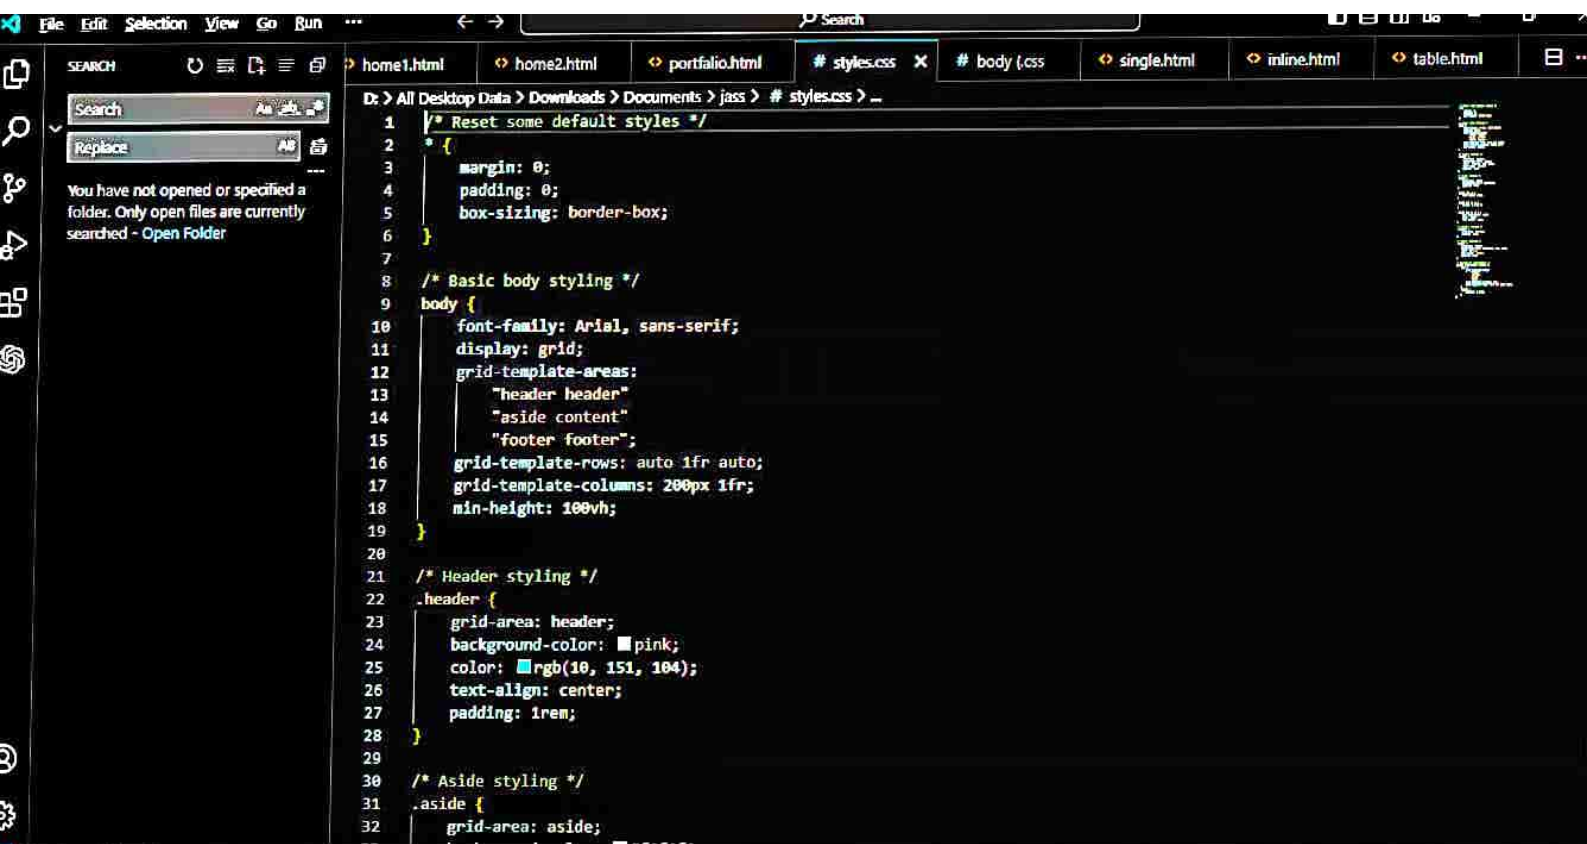 File Edit Selection View Go Run ··· ← → Search
SEARCH
home1.html home2.html portfalio.html # styles.css # body {.css single.html inline.html table.html
D: > All Desktop Data > Downloads > Documents > jass > # styles.css > ...
Search Aa ab
Replace AB
You have not opened or specified a
folder. Only open files are currently
searched - Open Folder
1 /* Reset some default styles */
2 * {
3 margin: 0;
4 padding: 0;
5 box-sizing: border-box;
6 }
7
8 /* Basic body styling */
9 body {
10 font-family: Arial, sans-serif;
11 display: grid;
12 grid-template-areas:
13 "header header"
14 "aside content"
15 "footer footer";
16 grid-template-rows: auto 1fr auto;
17 grid-template-columns: 200px 1fr;
18 min-height: 100vh;
19 }
20
21 /* Header styling */
22 .header {
23 grid-area: header;
24 background-color: pink;
25 color: rgb(10, 151, 104);
26 text-align: center;
27 padding: 1rem;
28 }
29
30 /* Aside styling */
31 .aside {
32 grid-area: aside;